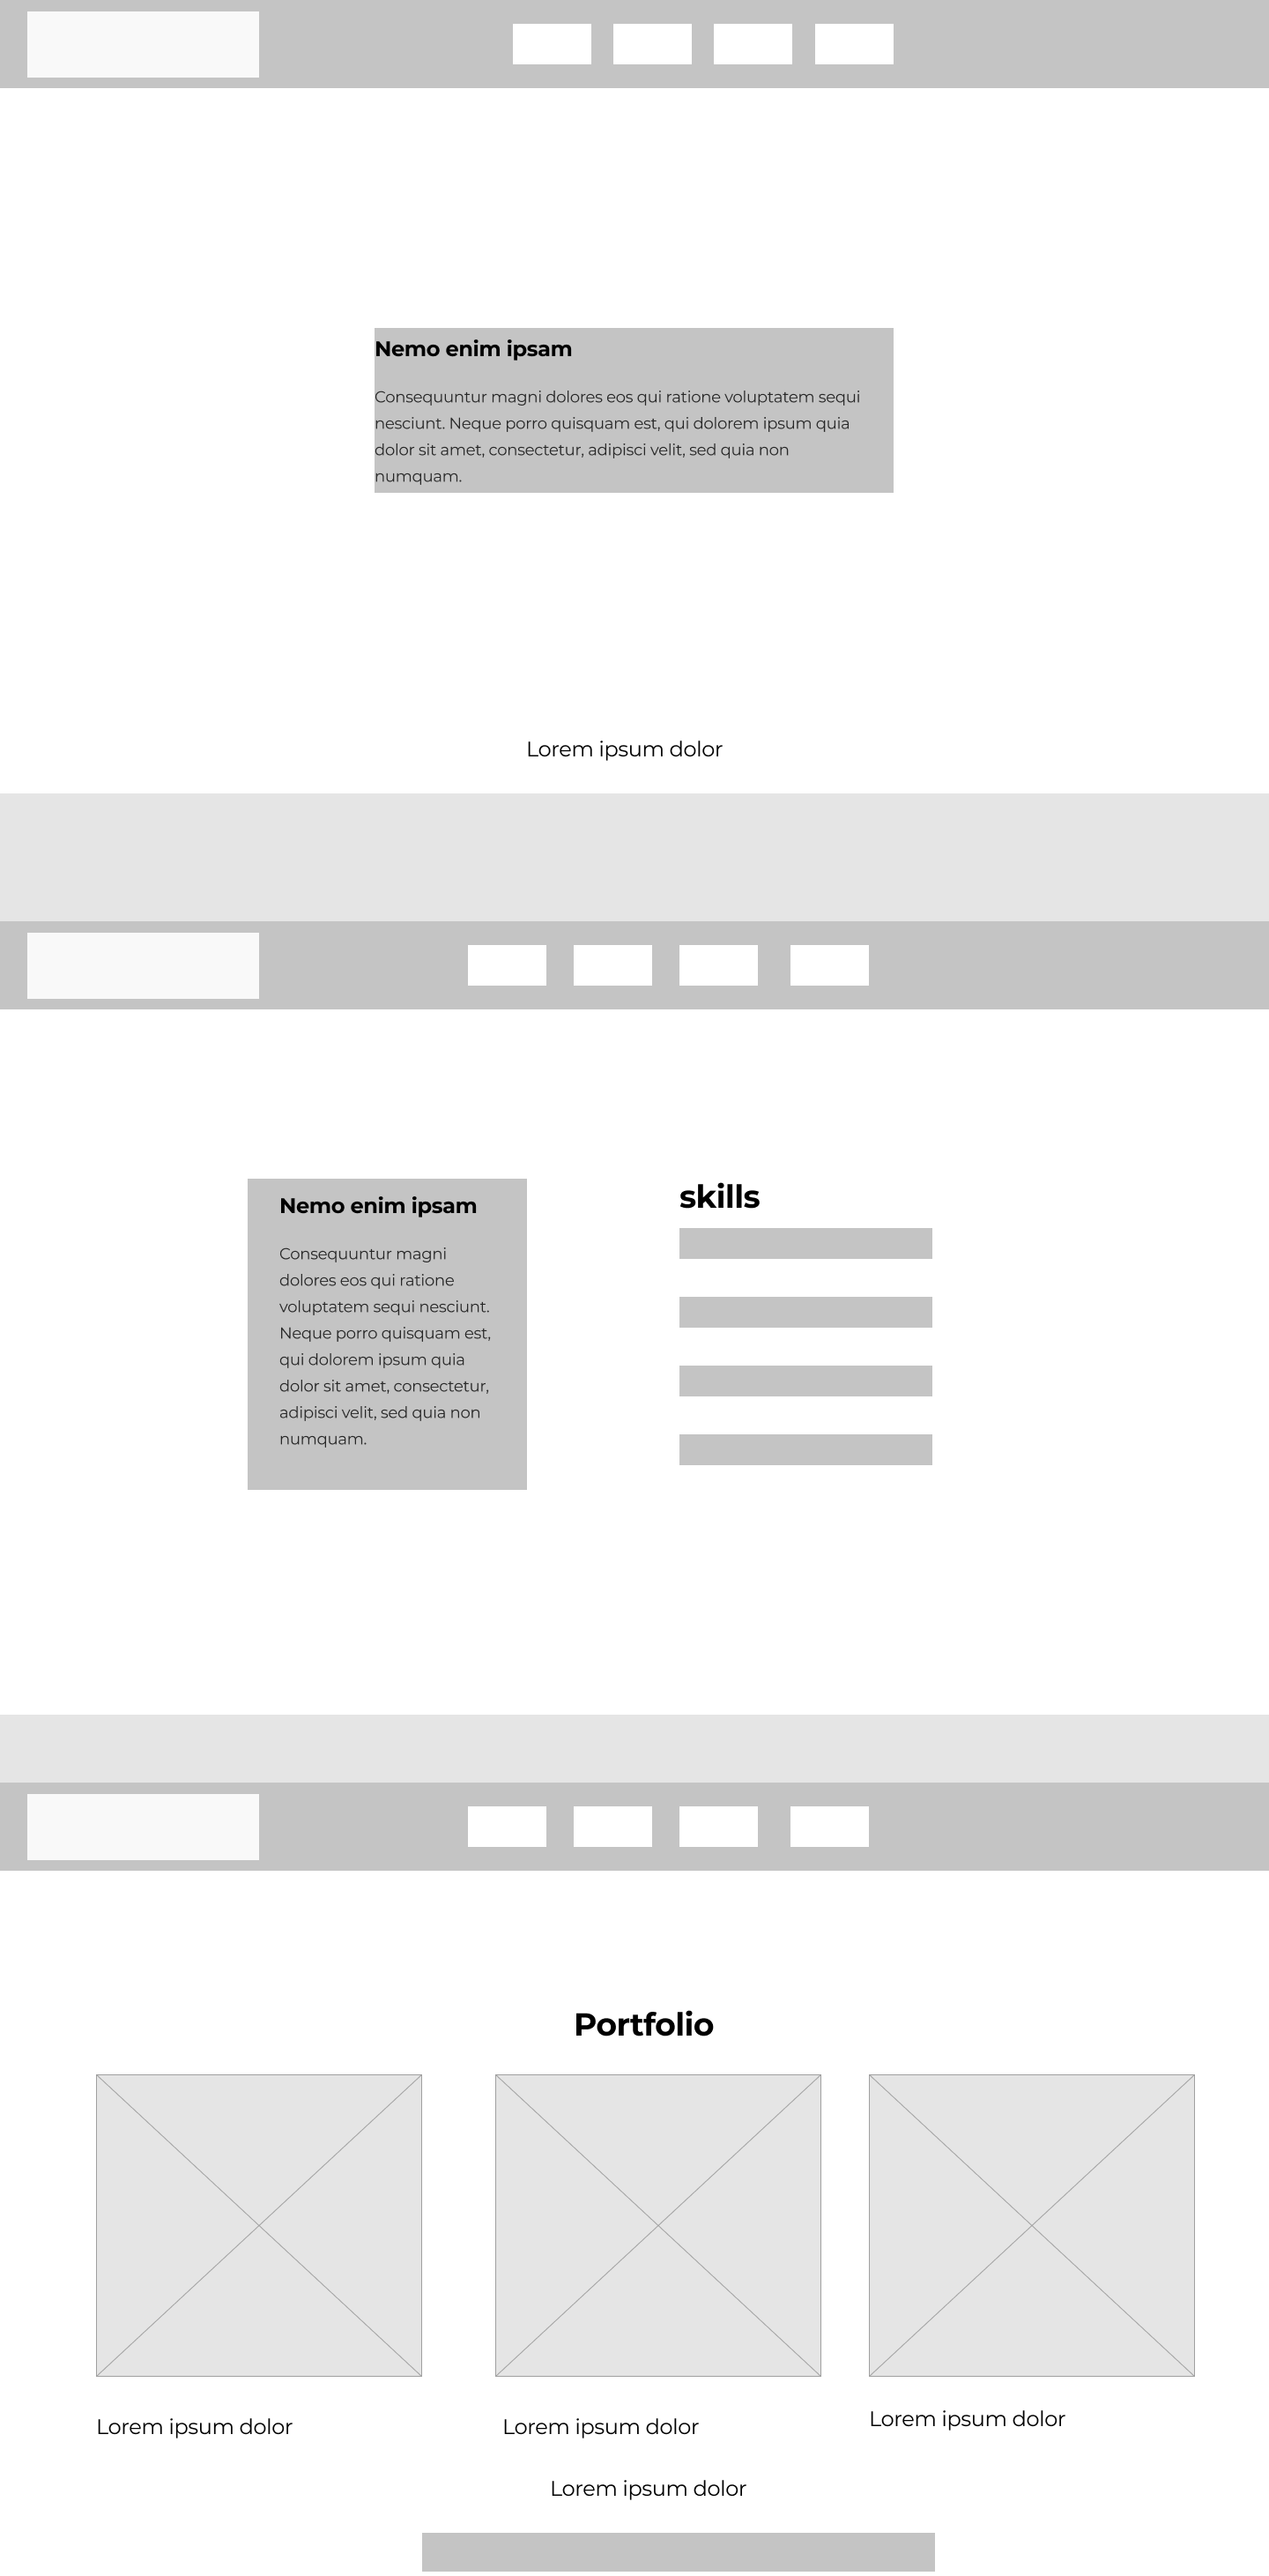 Nemo enim ipsam
Consequuntur magni dolores eos qui ratione voluptatem sequi
nesciunt. Neque porro quisquam est, qui dolorem ipsum quia
dolor sit amet, consectetur, adipisci velit, sed quia non
numquam.
Lorem ipsum dolor
Nemo enim ipsam
Consequuntur magni
dolores eos qui ratione
voluptatem sequi nesciunt.
Neque porro quisquam est,
qui dolorem ipsum quia
dolor sit amet, consectetur,
adipisci velit, sed quia non
numquam.
skills
Portfolio
Lorem ipsum dolor
Lorem ipsum dolor
Lorem ipsum dolor
Lorem ipsum dolor